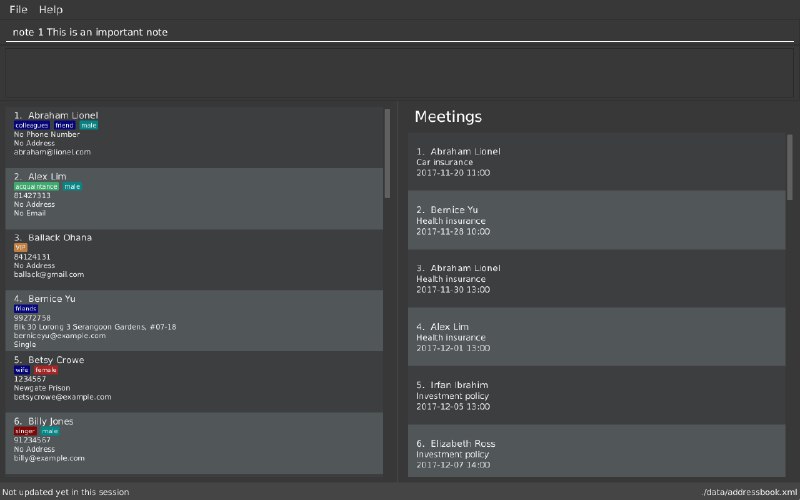 File Help
note 1 This is an important note
1. Abraham Lionel
colleagues friend male
No Phone Number
No Address
abraham@lionel.com
2. Alex Lim
acquaintance male
81427313
No Address
No Email
3. Ballack Ohana
VIP
84124131
No Address
ballack@gmail.com
4. Bernice Yu
friends
99272758
Blk 30 Lorong 3 Serangoon Gardens, #07-18
berniceyu@example.com
Single
5. Betsy Crowe
wife female
1234567
Newgate Prison
betsycrowe@example.com
6. Billy Jones
singer male
91234567
No Address
billy@example.com
Meetings
1. Abraham Lionel
Car insurance
2017-11-20 11:00
2. Bernice Yu
Health insurance
2017-11-28 10:00
3. Abraham Lionel
Health insurance
2017-11-30 13:00
4. Alex Lim
Health insurance
2017-12-01 13:00
5. Irfan Ibrahim
Investment policy
2017-12-05 13:00
6. Elizabeth Ross
Investment policy
2017-12-07 14:00
Not updated yet in this session
./data/addressbook.xml